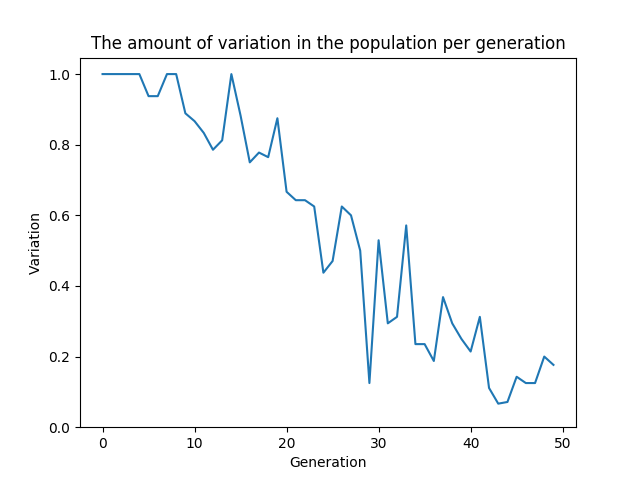 The amount of variation in the population per generation
1.0
0.8
0.6
0.4
0.2
0.0
Variation
0 10 20 30 40 50
Generation